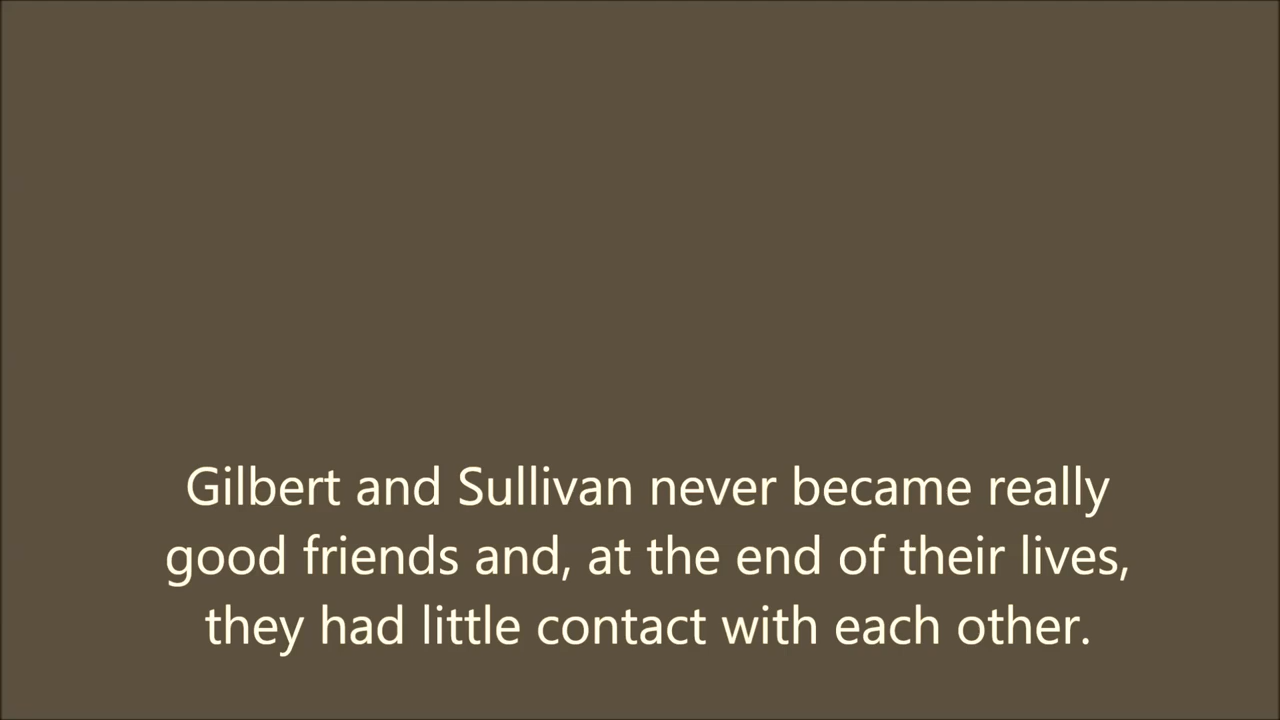 Gilbert and Sullivan never became really
good friends and, at the end of their lives,
they had little contact with each other.